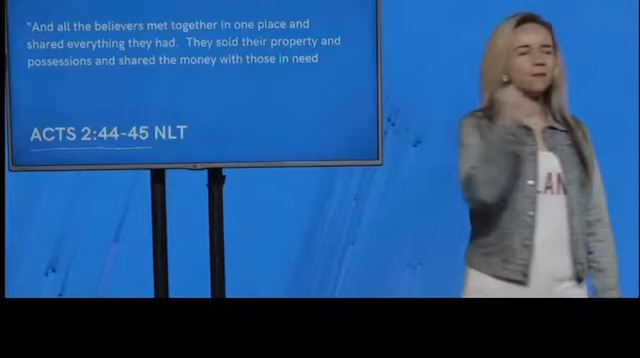 "And all the believers met together in one place and
shared everything they had. They sold their property and
possessions and shared the money with those in need
ACTS 2:44-45 NLT